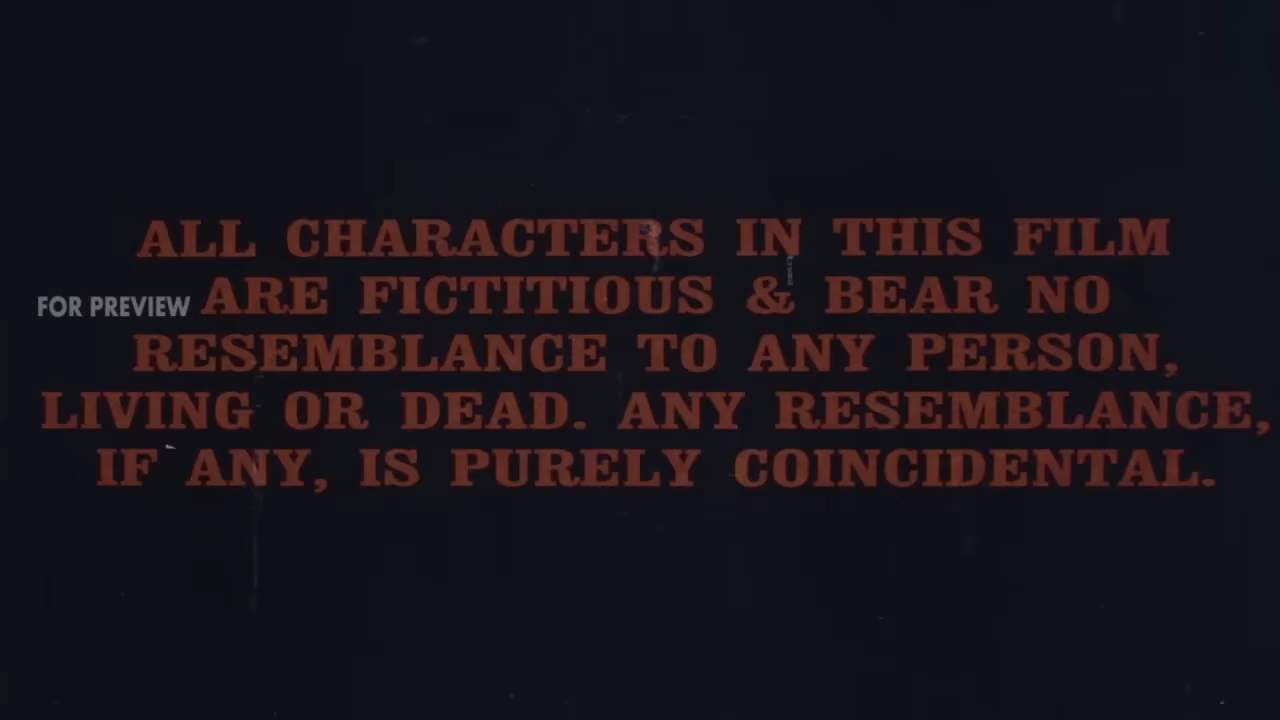 ALL CHARACTERS IN THIS FILM
FOR PREVIEW
ARE FICTITIOUS & BEAR NO
RESEMBLANCE TO ANY PERSON,
LIVING OR DEAD. ANY RESEMBLANCE,
IF ANY, IS PURELY COINCIDENTAL.